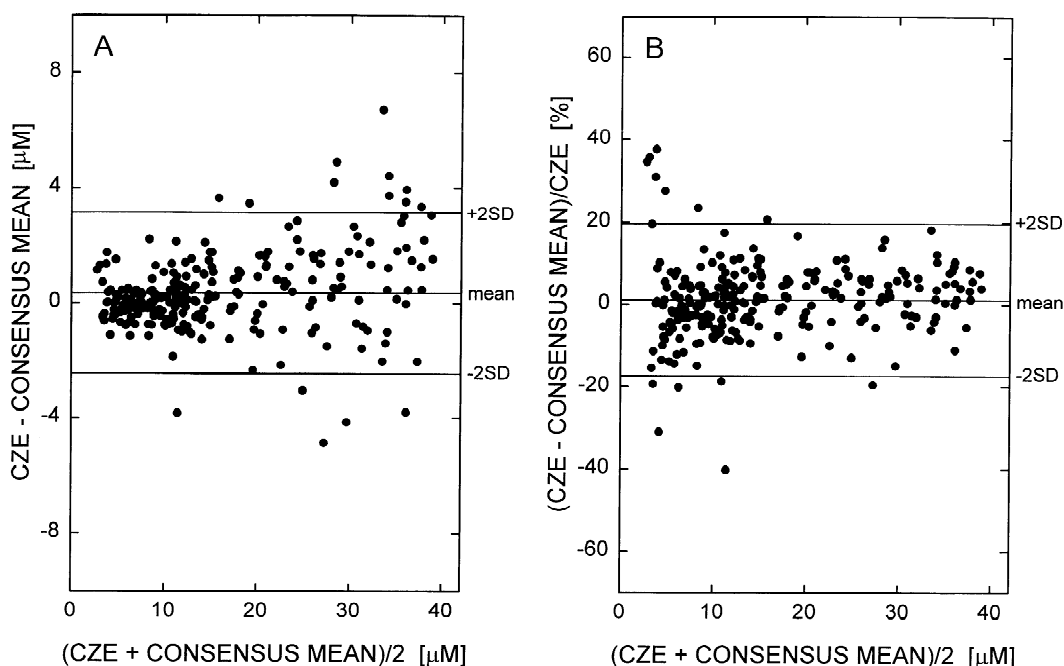 A
CZE - CONSENSUS MEAN [μM]
8
4
0
-4
-8
+2SD
mean
-2SD
0
10
20
30
40
(CZE + CONSENSUS MEAN)/2 [μM]
B
(CZE - CONSENSUS MEAN)/CZE [%]
60
40
20
0
-20
-40
-60
+2SD
mean
-2SD
0
10
20
30
40
(CZE + CONSENSUS MEAN)/2 [μM]